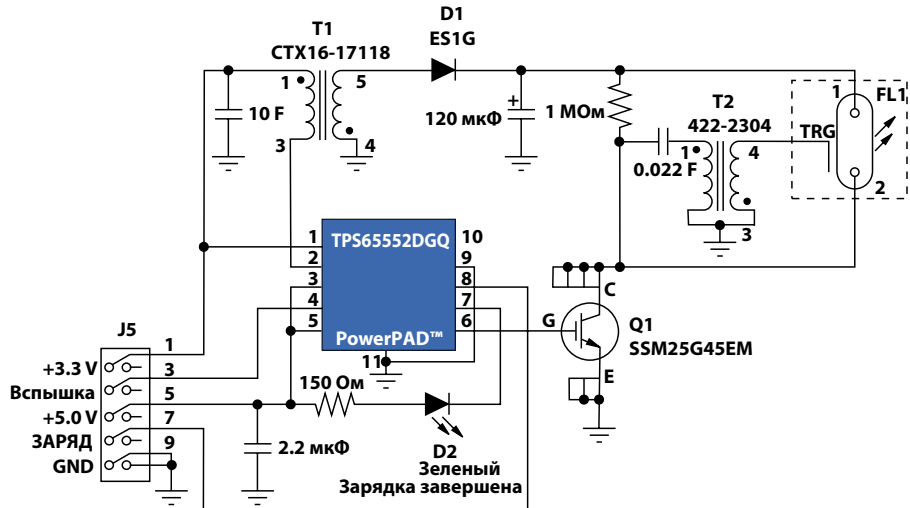 T1
CTX16-17118
D1
ES1G
1
5
10 F
3
4
+
120 мкФ
1 МОм
T2
422-2304
1
FL1
TRG
1
4
0.022 F
2
3
TPS65552DGQ
1
10
2
9
3
8
4
7
5
6
PowerPAD™
11
C
G
Q1
SSM25G45EM
E
J5
1
+3.3 V
3
Вспышка
5
+5.0 V
7
ЗАРЯД
9
GND
150 Ом
2.2 мкФ
D2
Зеленый
Зарядка завершена